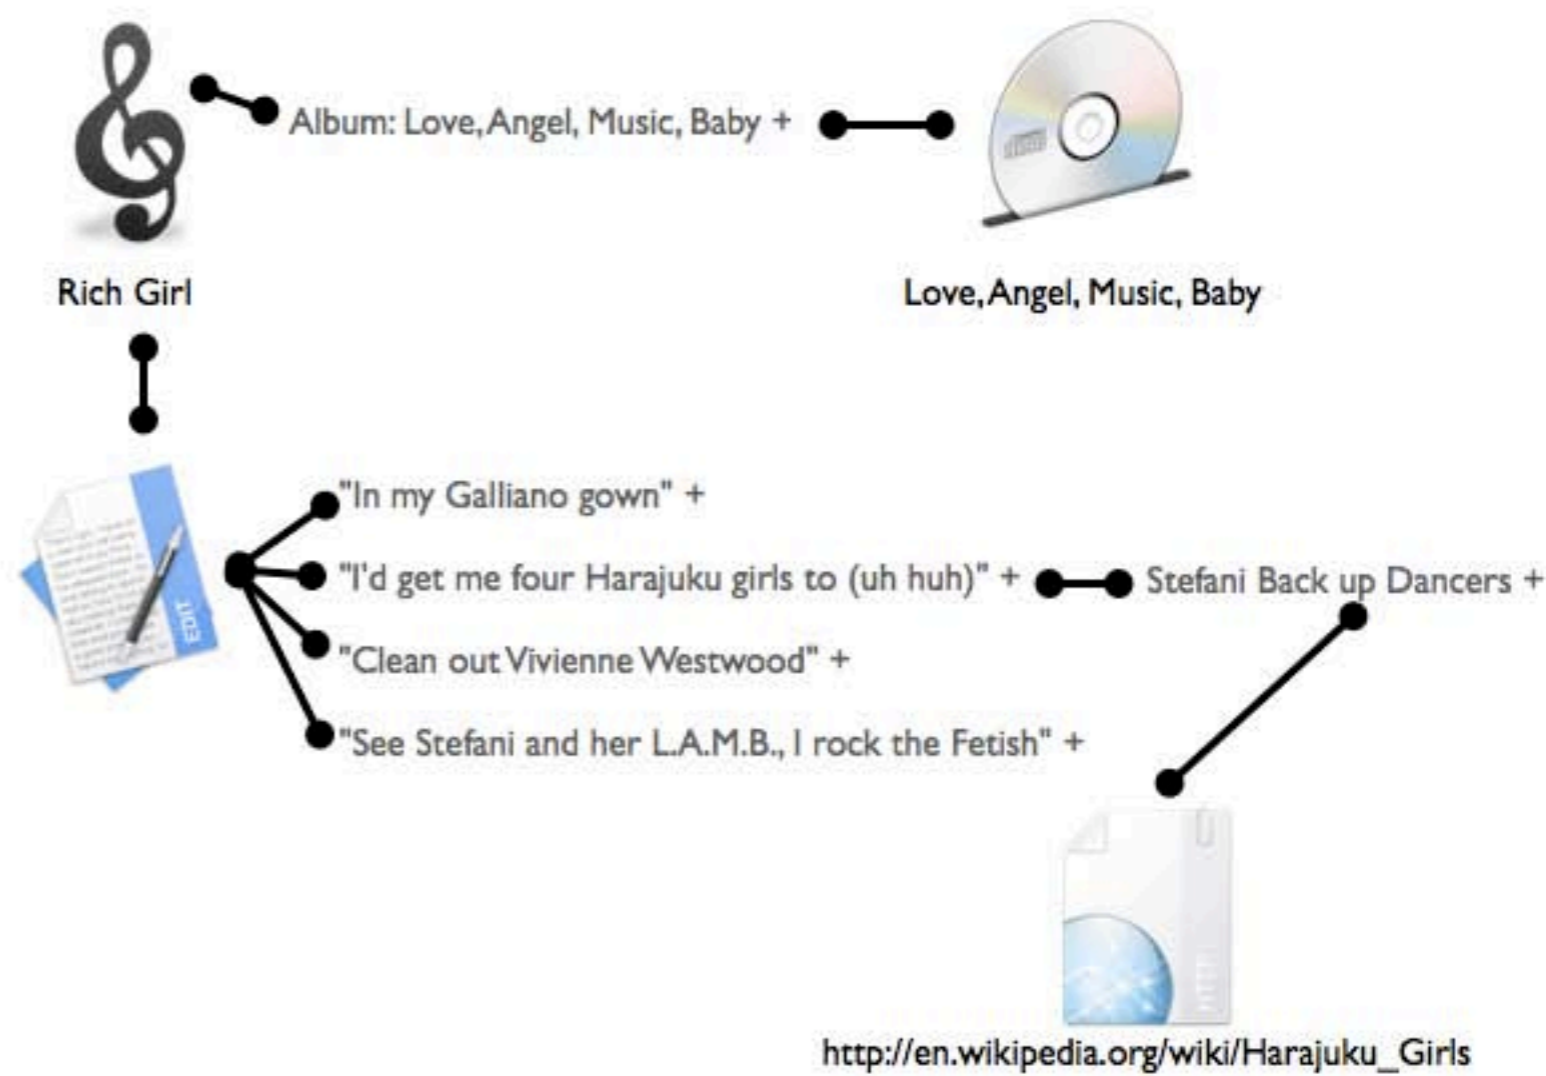 Album: Love, Angel, Music, Baby +
Rich Girl
Love, Angel, Music, Baby
"In my Galliano gown" +
"I'd get me four Harajuku girls to (uh huh)" +
Stefani Back up Dancers +
"Clean out Vivienne Westwood" +
"See Stefani and her L.A.M.B., I rock the Fetish" +
EDIT
http://en.wikipedia.org/wiki/Harajuku_Girls